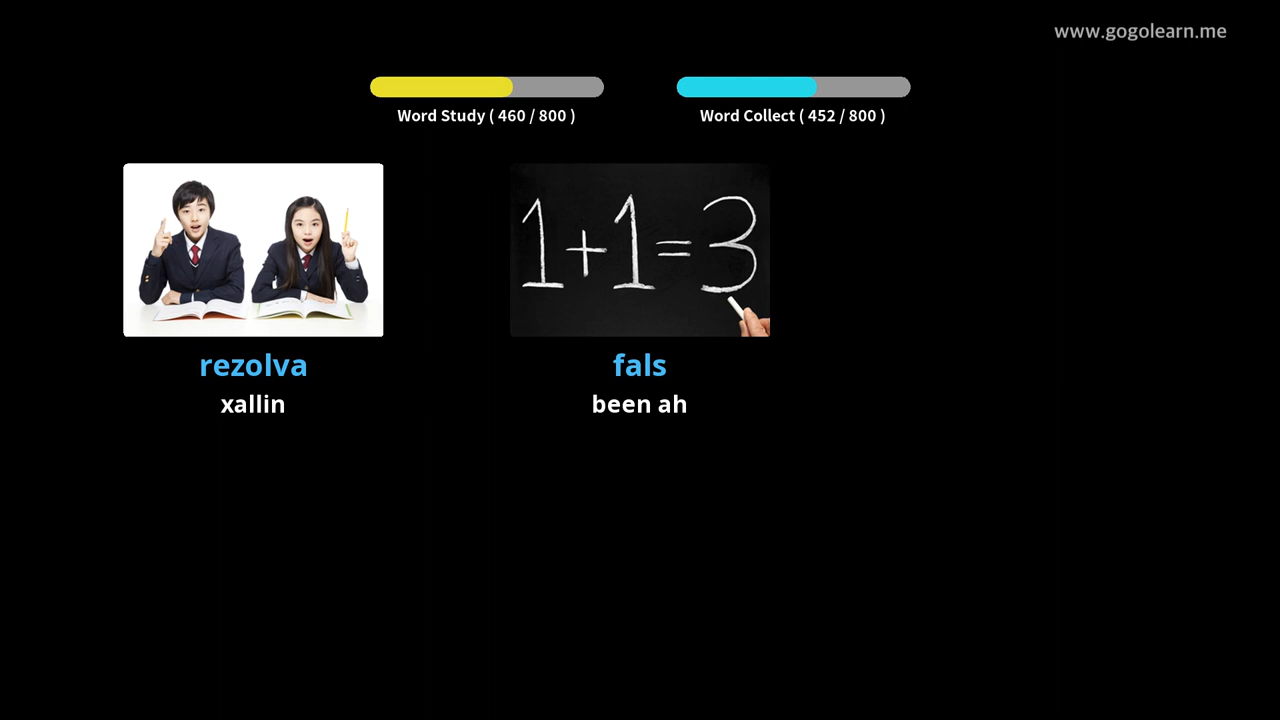 www.gogolearn.me
Word Study ( 460 / 800 )
Word Collect ( 452 / 800 )
1+1=3
rezolva
fals
xallin
been ah